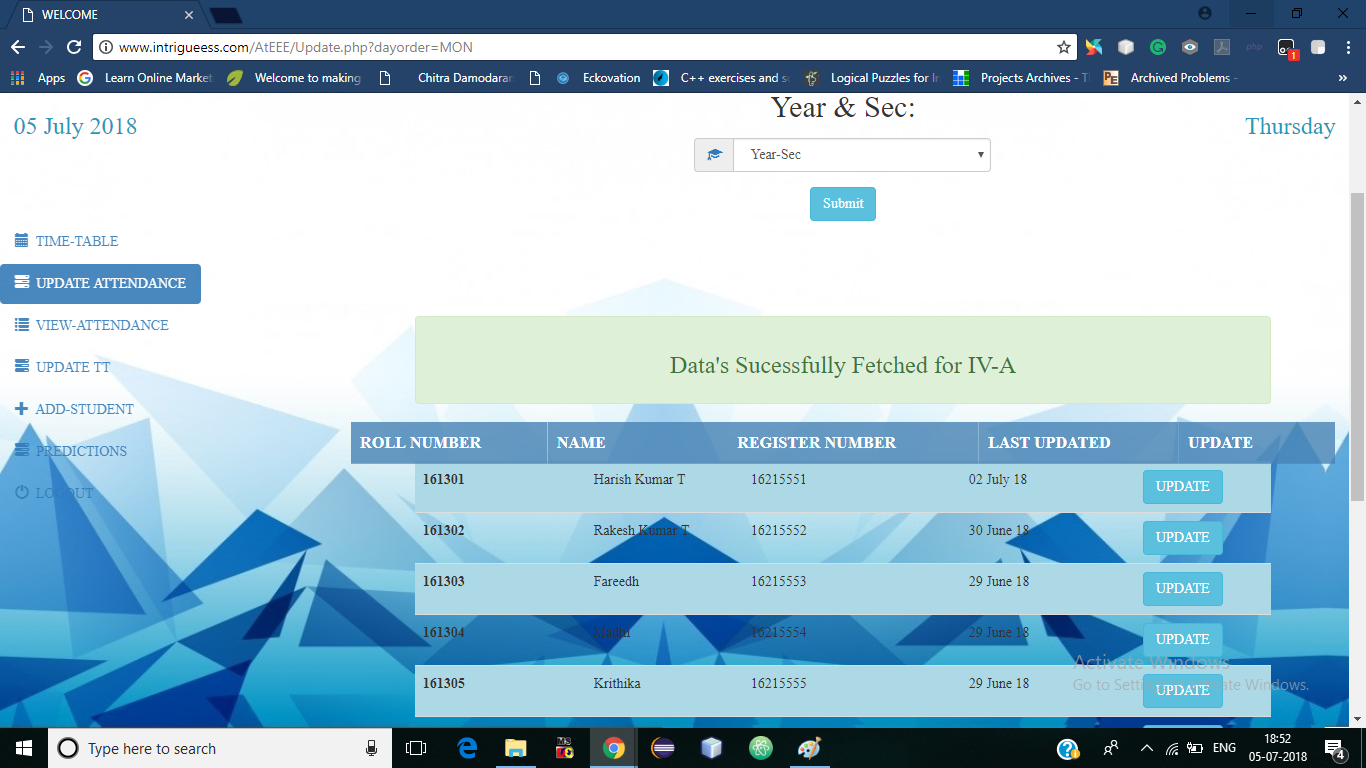 WELCOME
www.intrigueess.com/AtEEE/Update.php?dayorder=MON
Apps Learn Online Market Welcome to making Chitra Damodaran Eckovation C++ exercises and so Logical Puzzles for In Projects Archives - T Archived Problems -
Year & Sec:
05 July 2018
Thursday
Year-Sec
Submit
TIME-TABLE
UPDATE ATTENDANCE
VIEW-ATTENDANCE
UPDATE TT
ADD-STUDENT
PREDICTIONS
LOGOUT
Data's Sucessfully Fetched for IV-A
ROLL NUMBER NAME REGISTER NUMBER LAST UPDATED UPDATE
161301 Harish Kumar T 16215551 02 July 18 UPDATE
161302 Rakesh Kumar T 16215552 30 June 18 UPDATE
161303 Fareedh 16215553 29 June 18 UPDATE
161304 Madhi 16215554 29 June 18 UPDATE
161305 Krithika 16215555 29 June 18 UPDATE
Activate Windows
Go to Settings to activate Windows.
Type here to search
ENG
18:52
05-07-2018
4